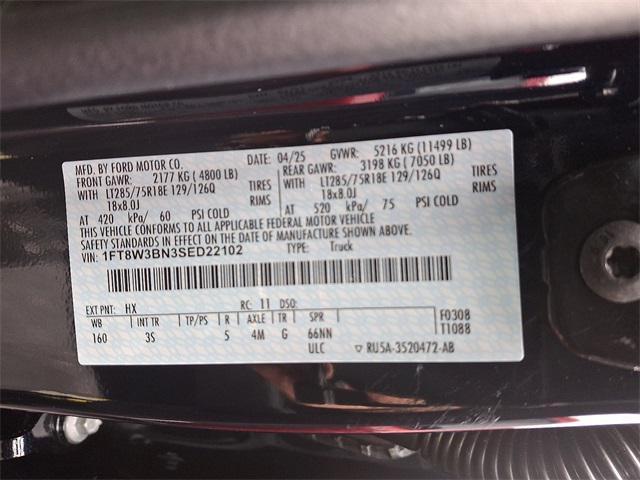 MFD. BY FORD MOTOR CO. DATE: 04/25 GVWR: 5216 KG (11499 LB)
FRONT GAWR: 2177 KG ( 4800 LB) REAR GAWR: 3198 KG ( 7050 LB)
WITH LT285/75R18E 129/126Q TIRES WITH LT285/75R18E 129/126Q TIRES
18x8.0J RIMS 18x8.0J RIMS
AT 420 kPa/ 60 PSI COLD AT 520 kPa/ 75 PSI COLD
THIS VEHICLE CONFORMS TO ALL APPLICABLE FEDERAL MOTOR VEHICLE
SAFETY STANDARDS IN EFFECT ON THE DATE OF MANUFACTURE SHOWN ABOVE.
VIN: 1FT8W3BN3SED22102 TYPE: Truck
EXT PNT: HX RC: 11 DSO: F0308
WB INT TR TP/PS R AXLE TR SPR T1088
160 3S S 4M G 66NN
ULC ▽ RU5A-3520472-AB